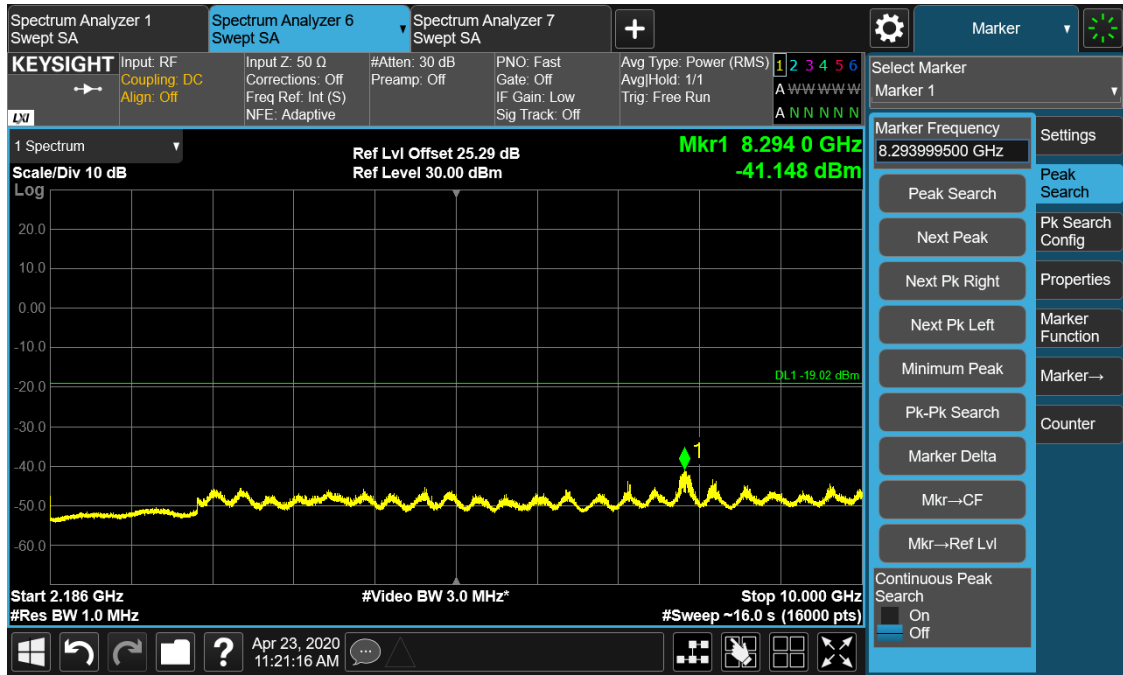 Spectrum Analyzer 1
Swept SA
Spectrum Analyzer 6
Swept SA
Spectrum Analyzer 7
Swept SA
Marker
KEYSIGHT
LXI
Input: RF
Coupling: DC
Align: Off
Input Z: 50 Ω
Corrections: Off
Freq Ref: Int (S)
NFE: Adaptive
#Atten: 30 dB
Preamp: Off
PNO: Fast
Gate: Off
IF Gain: Low
Sig Track: Off
Avg Type: Power (RMS)
Avg|Hold: 1/1
Trig: Free Run
1 2 3 4 5 6
A W W W W W
A N N N N N
Select Marker
Marker 1
1 Spectrum
Scale/Div 10 dB
Ref Lvl Offset 25.29 dB
Ref Level 30.00 dBm
Mkr1 8.294 0 GHz
-41.148 dBm
Log
20.0
10.0
0.00
-10.0
-20.0
-30.0
-40.0
-50.0
-60.0
DL1 -19.02 dBm
1
Start 2.186 GHz
#Res BW 1.0 MHz
#Video BW 3.0 MHz*
Stop 10.000 GHz
#Sweep ~16.0 s (16000 pts)
Marker Frequency
8.293999500 GHz
Peak Search
Next Peak
Next Pk Right
Next Pk Left
Minimum Peak
Pk-Pk Search
Marker Delta
Mkr→CF
Mkr→Ref Lvl
Continuous Peak
Search
On
Off
Settings
Peak
Search
Pk Search
Config
Properties
Marker
Function
Marker→
Counter
?
Apr 23, 2020
11:21:16 AM